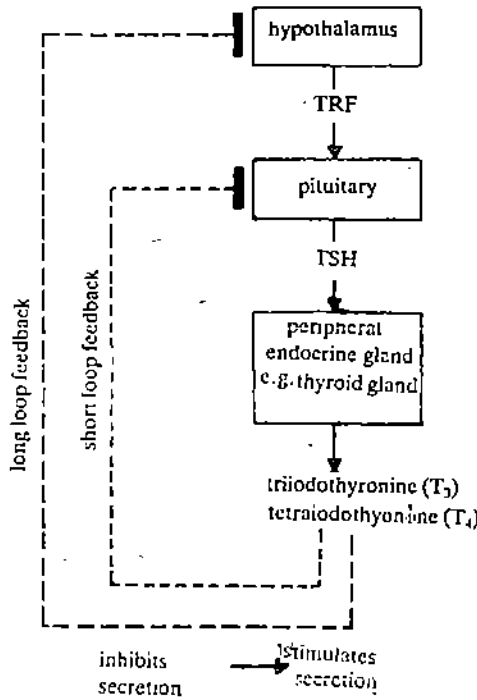 hypothalamus
TRF
pituitary
TSH
peripheral
endocrine gland
e.g. thyroid gland
triiodothyronine (T₃)
tetraiodothyonine (T₄)
long loop feedback
short loop feedback
inhibits
secretion
stimulates
secretion